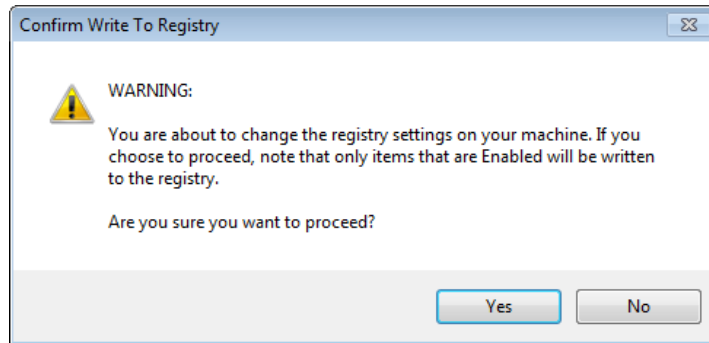 Confirm Write To Registry
WARNING:
You are about to change the registry settings on your machine. If you
choose to proceed, note that only items that are Enabled will be written
to the registry.
Are you sure you want to proceed?
Yes No